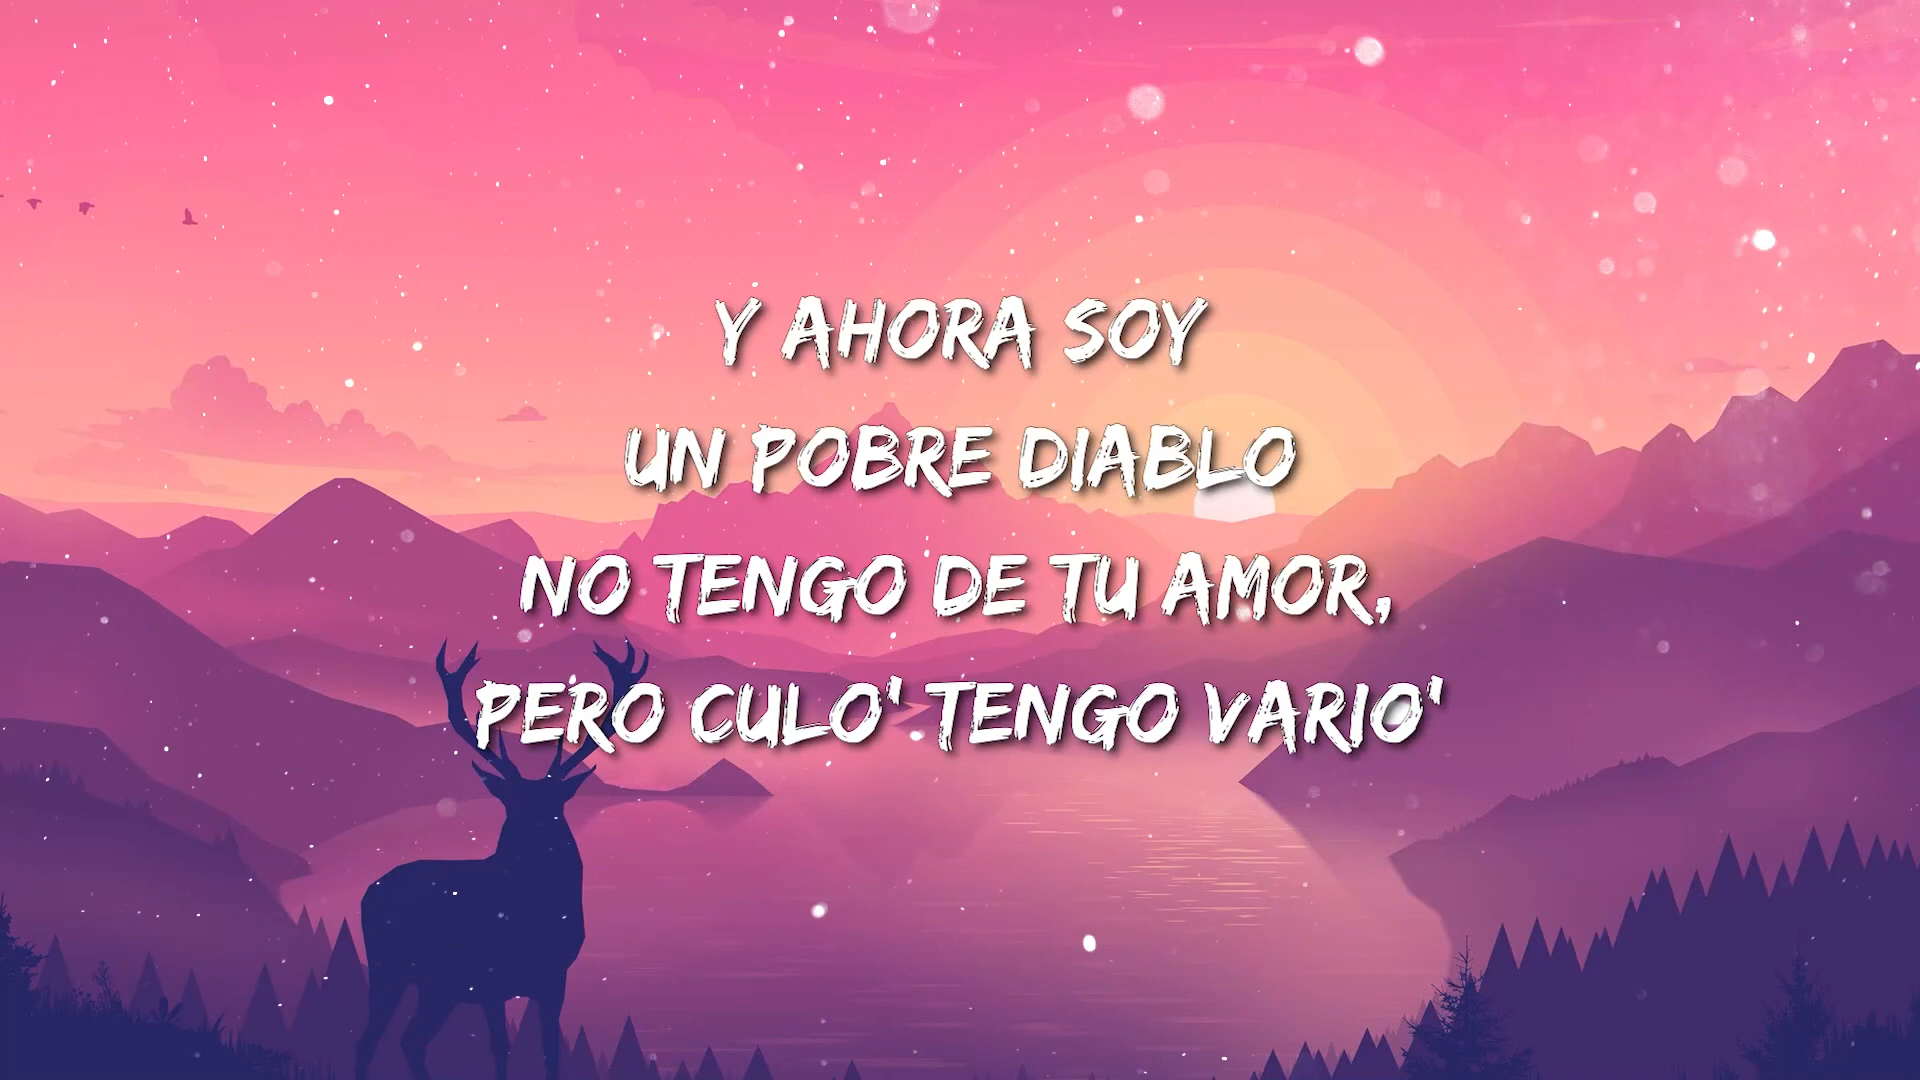 Y AHORA SOY
UN POBRE DIABLO
NO TENGO DE TU AMOR,
PERO CULO' TENGO VARIO'